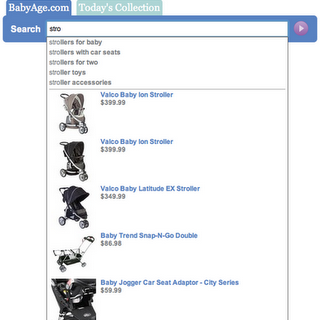 BabyAge.com Today's Collection
Search stro
strollers for baby
strollers with car seats
strollers for two
stroller toys
stroller accessories
Valco Baby Ion Stroller
$399.99
Valco Baby Ion Stroller
$399.99
Valco Baby Latitude EX Stroller
$349.99
Baby Trend Snap-N-Go Double
$86.98
Baby Jogger Car Seat Adaptor - City Series
$59.99